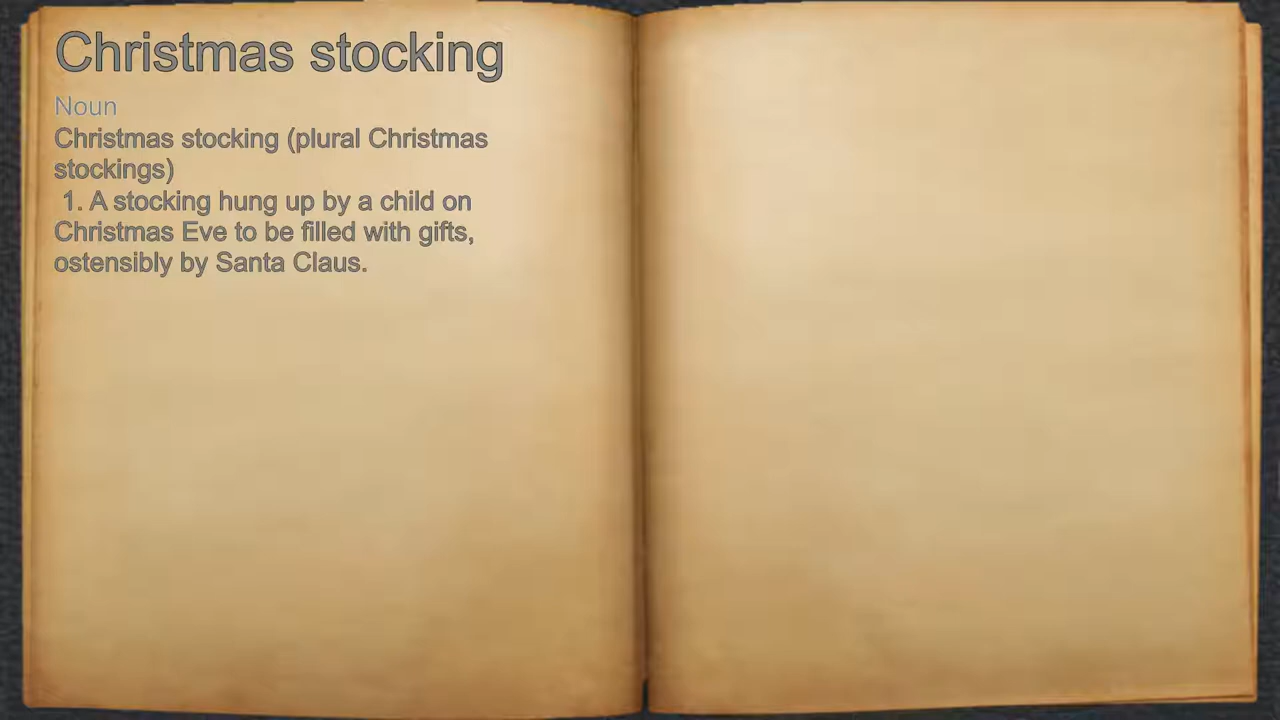 Christmas stocking
Noun
Christmas stocking (plural Christmas
stockings)
1. A stocking hung up by a child on
Christmas Eve to be filled with gifts,
ostensibly by Santa Claus.